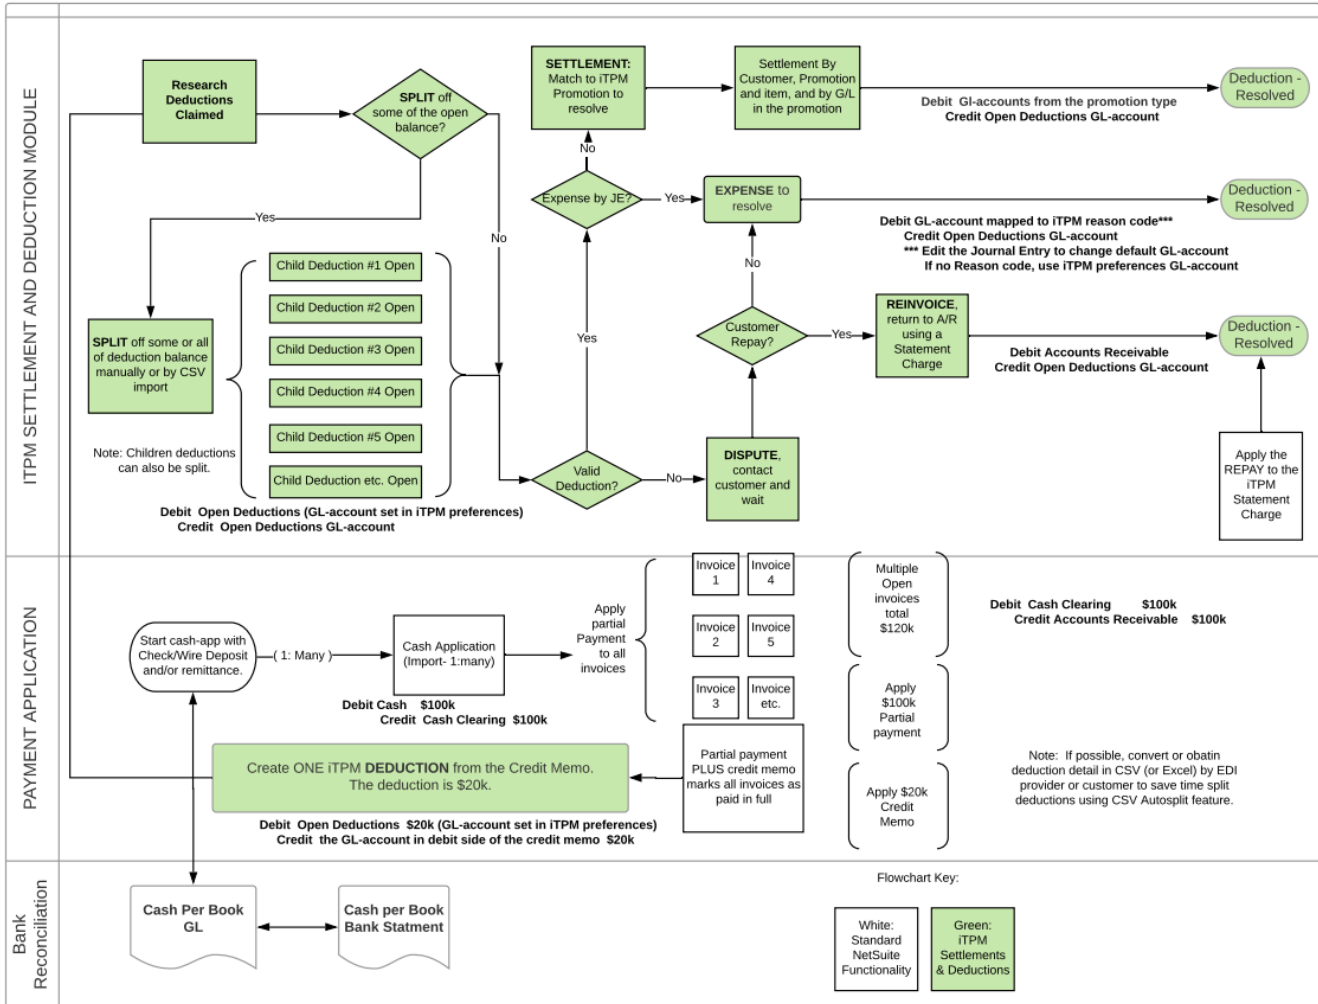 ITPM SETTLEMENT AND DEDUCTION MODULE
Research
Deductions
Claimed
SPLIT off
some of the open
balance?
SETTLEMENT:
Match to iTPM
Promotion to
resolve
Settlement By
Customer, Promotion
and item, and by G/L
in the promotion
Debit  Gl-accounts from the promotion type
Credit Open Deductions GL-account
Deduction -
Resolved
No
Expense by JE?
Yes
EXPENSE to
resolve
Deduction -
Resolved
Debit GL-account mapped to iTPM reason code***
Credit Open Deductions GL-account
*** Edit the Journal Entry to change default GL-account
If no Reason code, use iTPM preferences GL-account
Yes
No
No
SPLIT off some or all
of deduction balance
manually or by CSV
import
Child Deduction #1 Open
Child Deduction #2 Open
Child Deduction #3 Open
Child Deduction #4 Open
Child Deduction #5 Open
Child Deduction etc. Open
Note: Children deductions
can also be split.
Debit  Open Deductions (GL-account set in iTPM preferences)
Credit  Open Deductions GL-account
Yes
Valid
Deduction?
No
DISPUTE,
contact
customer and
wait
Customer
Repay?
Yes
REINVOICE,
return to A/R
using a
Statement
Charge
Debit Accounts Receivable
Credit Open Deductions GL-account
Deduction -
Resolved
Apply the
REPAY to the
iTPM
Statement
Charge
PAYMENT APPLICATION
Start cash-app with
Check/Wire Deposit
and/or remittance.
( 1: Many )
Cash Application
(Import- 1:many)
Debit Cash   $100k
Credit  Cash Clearing  $100k
Apply
partial
Payment
to all
invoices
Invoice
1
Invoice
4
Invoice
2
Invoice
5
Invoice
3
Invoice
etc.
Multiple
Open
invoices
total
$120k
Debit  Cash Clearing   $100k
Credit Accounts Receivable   $100k
Apply
$100k
Partial
payment
Apply $20k
Credit
Memo
Partial payment
PLUS credit memo
marks all invoices as
paid in full
Create ONE iTPM DEDUCTION from the Credit Memo.
The deduction is $20k.
Debit  Open Deductions  $20k (GL-account set in iTPM preferences)
Credit  the GL-account in debit side of the credit memo  $20k
Note:  If possible, convert or obatin
deduction detail in CSV (or Excel) by EDI
provider or customer to save time split
deductions using CSV Autosplit feature.
Bank
Reconciliation
Cash Per Book
GL
Cash per Book
Bank Statment
Flowchart Key:
White:
Standard
NetSuite
Functionality
Green:
iTPM
Settlements
& Deductions